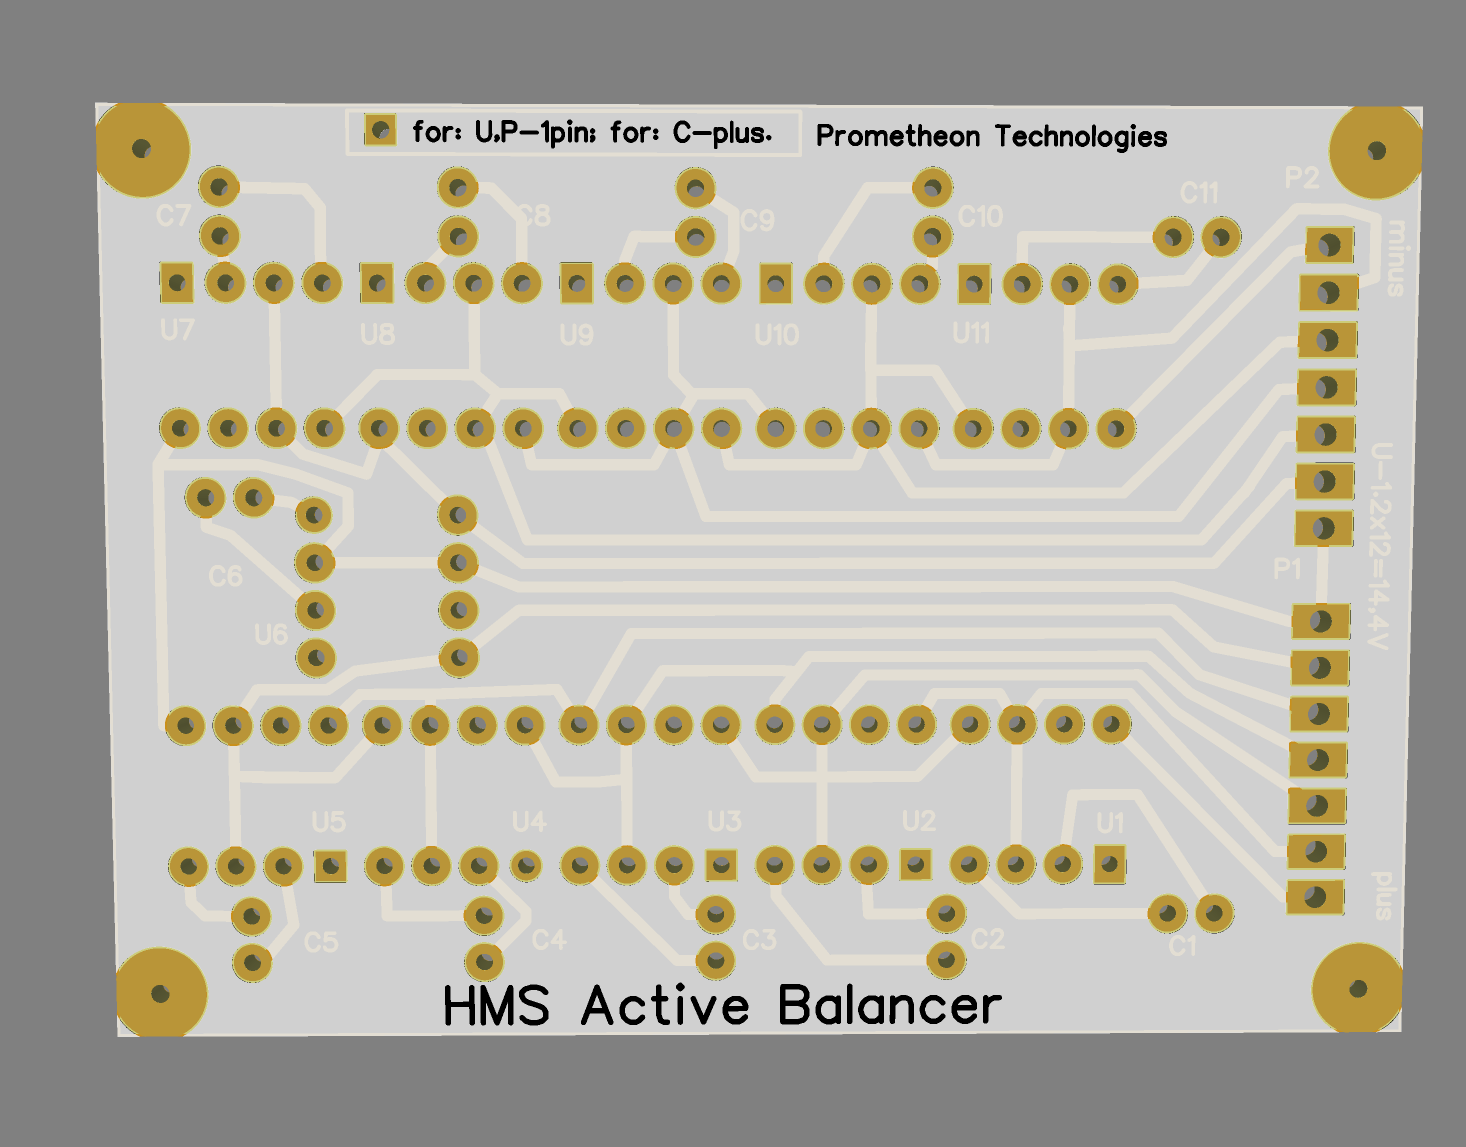 for: U,P-1pin; for: C-plus.
Prometheon Technologies
P2
C11
C7
C8
C9
C10
minus
U7
U8
U9
U10
U11
U-1.2x12=14,4V
P1
C6
U6
U5
U4
U3
U2
U1
plus
C5
C4
C3
C2
C1
HMS Active Balancer